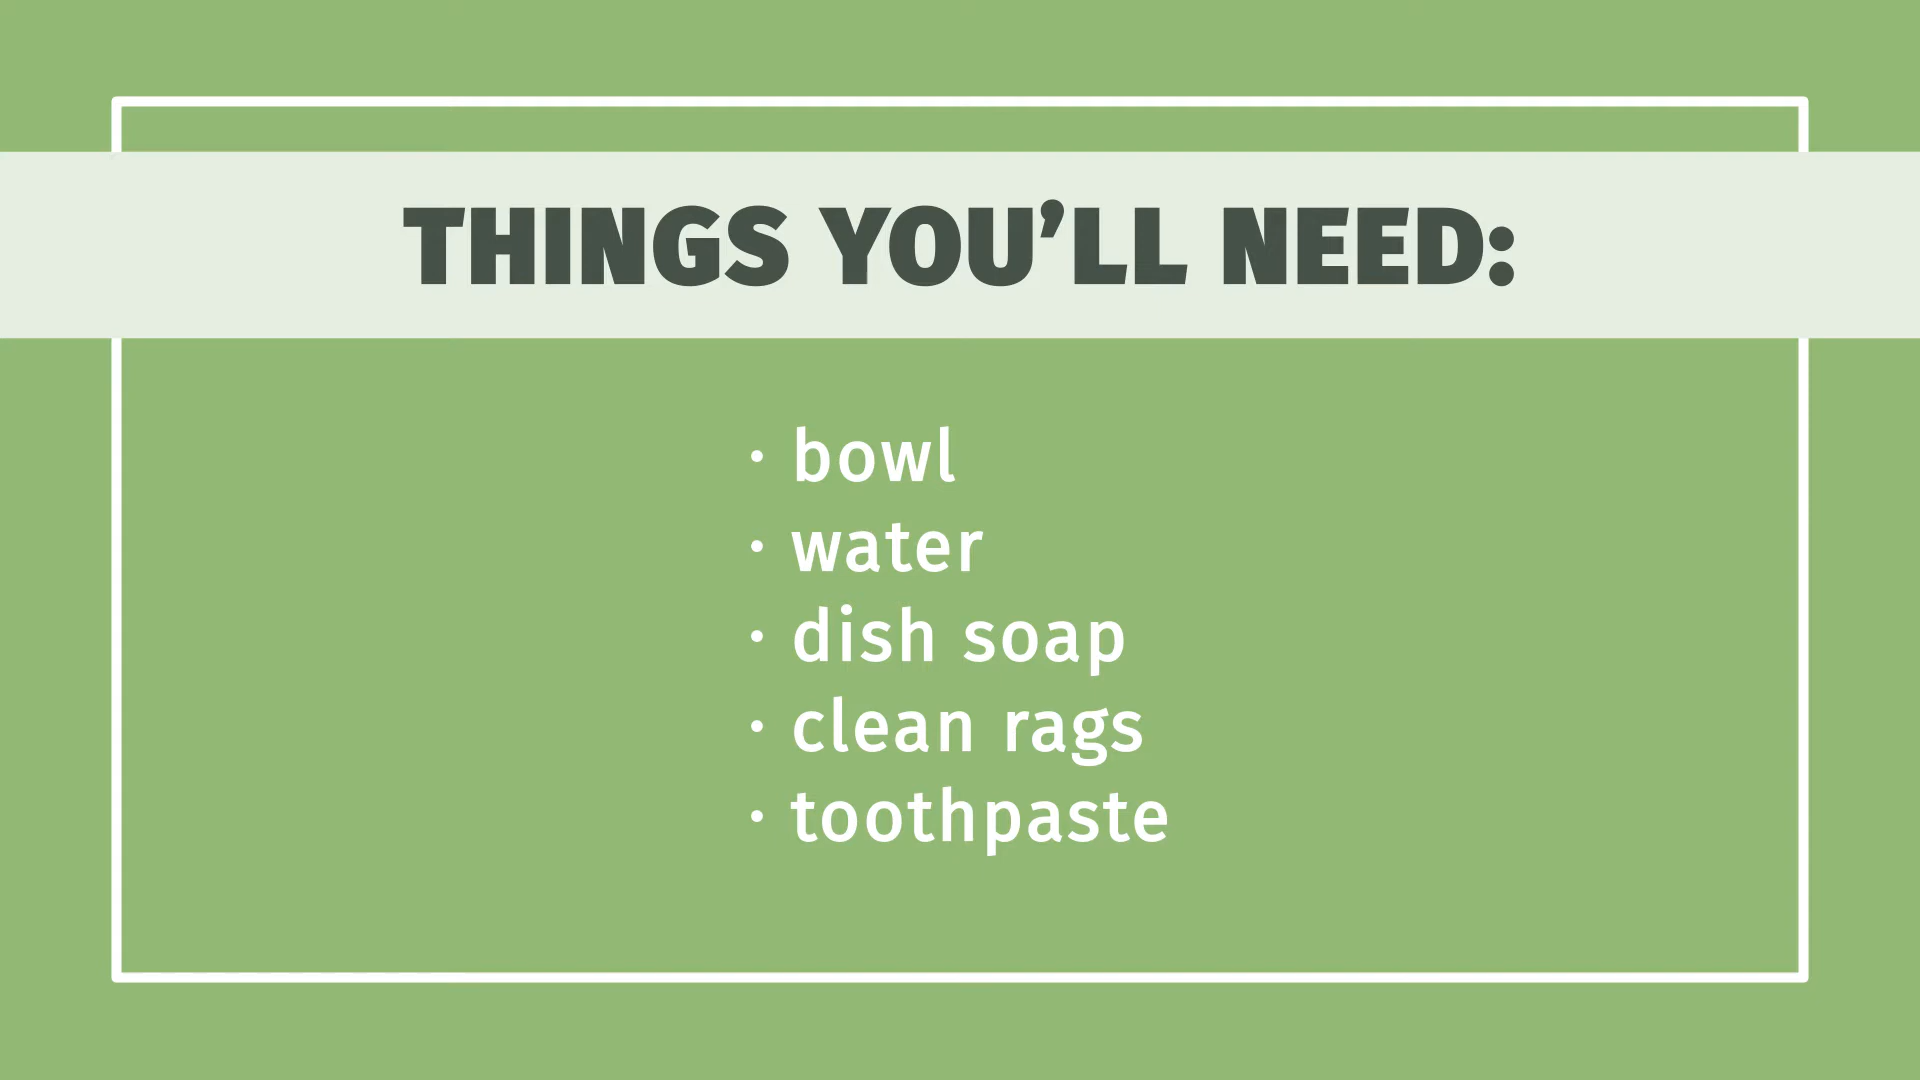 THINGS YOU’LL NEED:
• bowl
• water
• dish soap
• clean rags
• toothpaste